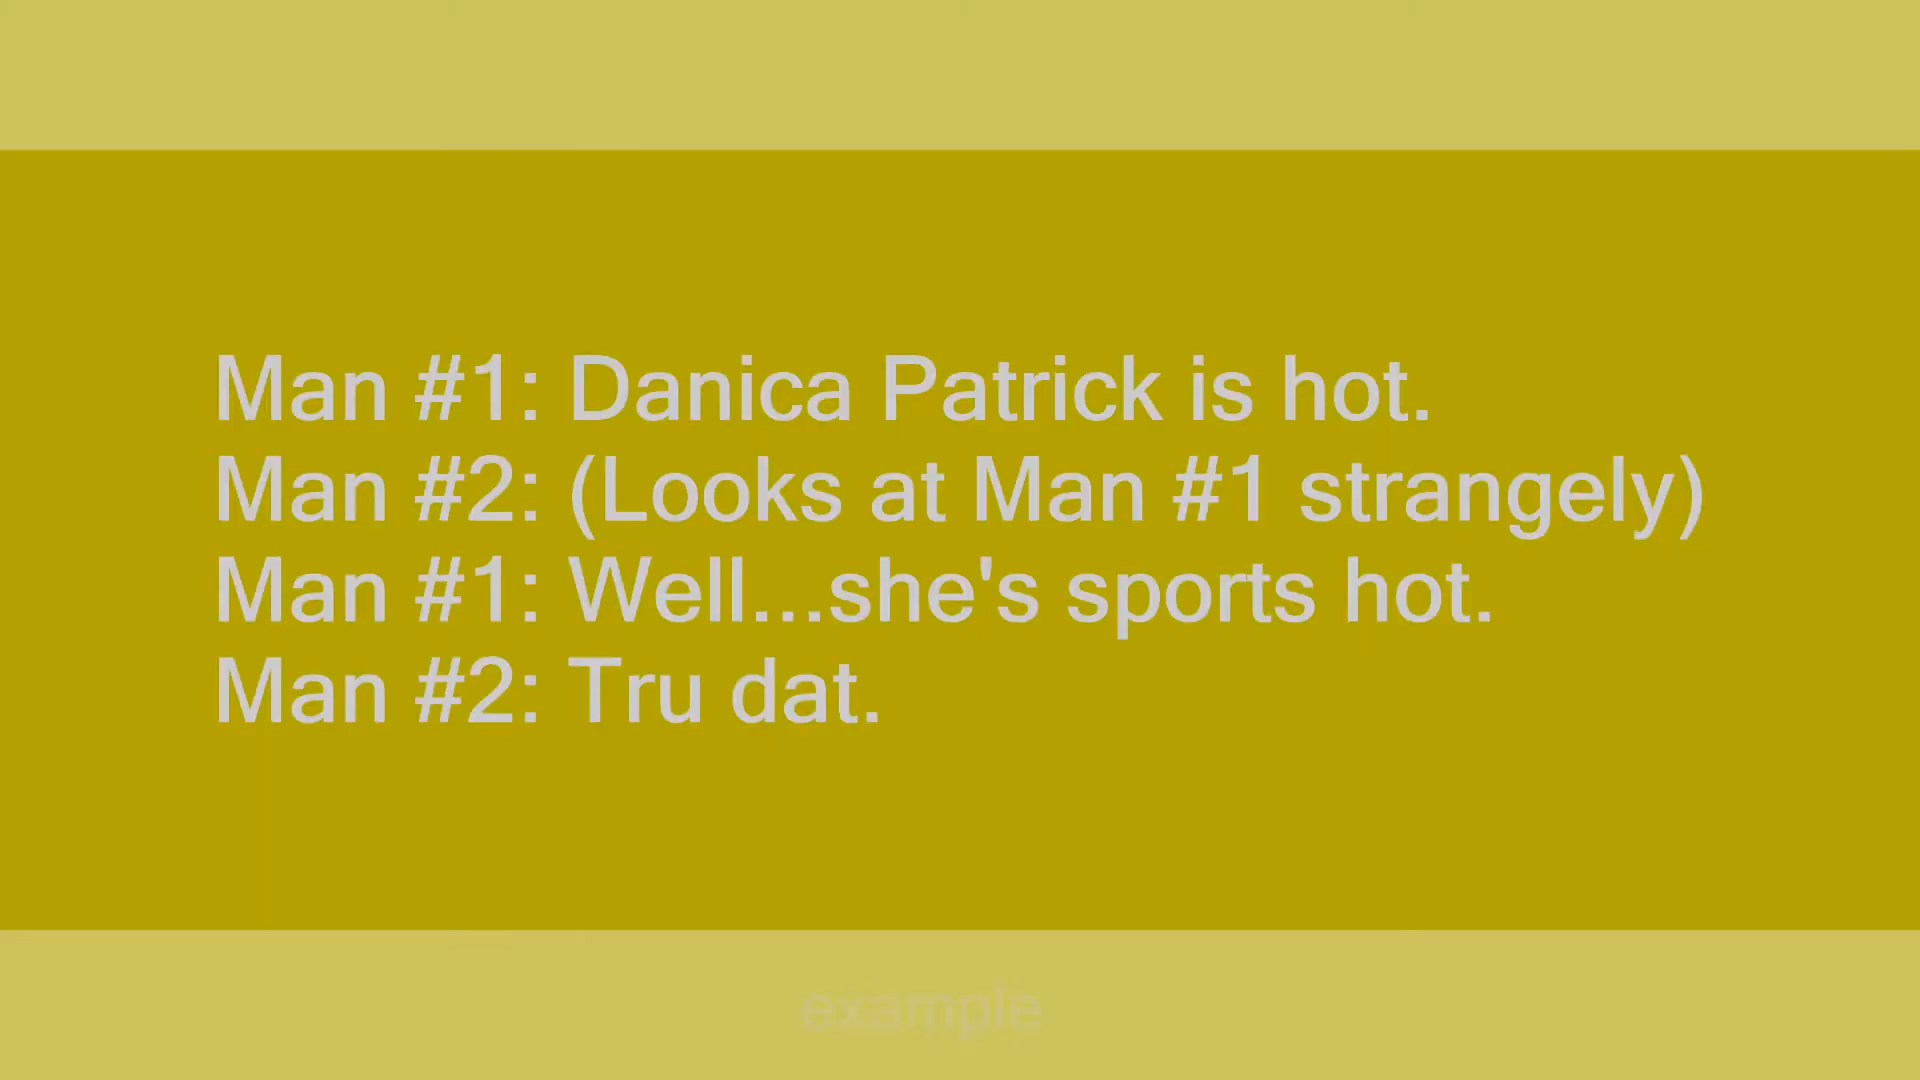 Man #1: Danica Patrick is hot.
Man #2: (Looks at Man #1 strangely)
Man #1: Well...she's sports hot.
Man #2: Tru dat.
example